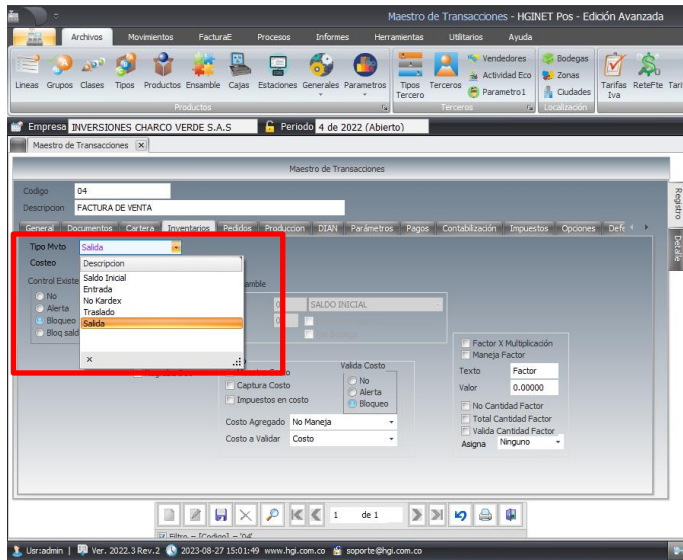 Maestro de Transacciones - HGINET Pos - Edición Avanzada
Archivos Movimientos FacturaE Procesos Informes Herramientas Utilitarios Ayuda
Vendedores Bodegas
Actividad Eco Zonas
Parametro1 Ciudades
Lineas Grupos Clases Tipos Productos Ensamble Cajas Estaciones Generales Parametros Tipos Tercero Terceros Tarifas Iva ReteFte
Productos Terceros Localización
Empresa INVERSIONES CHARCO VERDE S.A.S Periodo 4 de 2022 (Abierto)
Maestro de Transacciones
Maestro de Transacciones
Codigo 04
Descripcion FACTURA DE VENTA
Registro
Detalle
General Documentos Cartera Inventarios Pedidos Produccion DIAN Parámetros Pagos Contabilización Impuestos Opciones
Tipo Mvto Salida
Costeo Descripcion
Saldo Inicial
Entrada
No Kardex
Traslado
Salida
No
Alerta
Bloqueo
SALDO INICIAL
Factor X Multiplicación
Maneja Factor
Texto Factor
Valor 0.00000
No Cantidad Factor
Total Cantidad Factor
Valida Cantidad Factor
Asigna Ninguno
Valida Costo
No
Alerta
Bloqueo
Captura Costo
Impuestos en costo
Costo Agregado No Maneja
Costo a Validar Costo
1 de 1
Filtro = [Codigo] = '04'
Usr:admin | Ver. 2022.3 Rev.2 2023-08-27 15:01:49 www.hgi.com.co soporte@hgi.com.co